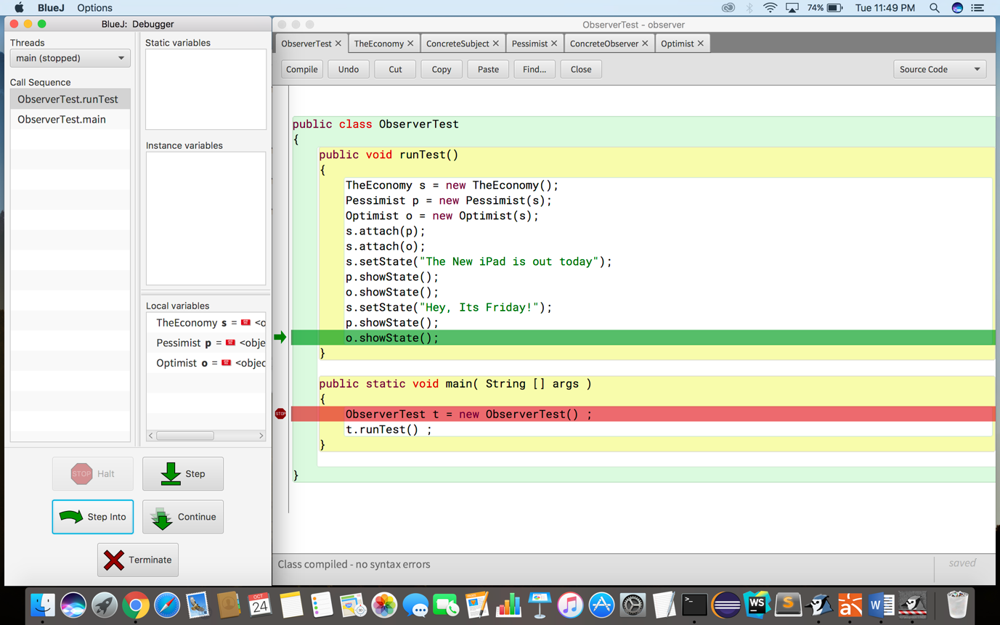 BlueJ Options 74% Tue 11:49 PM
BlueJ: Debugger
Threads
main (stopped)
Call Sequence
ObserverTest.runTest
ObserverTest.main
Static variables
Instance variables
Local variables
TheEconomy s = <o
Pessimist p = <obje
Optimist o = <objec
STOP Halt
Step
Step Into
Continue
Terminate
ObserverTest - observer
ObserverTest × TheEconomy × ConcreteSubject × Pessimist × ConcreteObserver × Optimist ×
Compile Undo Cut Copy Paste Find... Close Source Code
public class ObserverTest
{
public void runTest()
{
TheEconomy s = new TheEconomy();
Pessimist p = new Pessimist(s);
Optimist o = new Optimist(s);
s.attach(p);
s.attach(o);
s.setState("The New iPad is out today");
p.showState();
o.showState();
s.setState("Hey, Its Friday!");
p.showState();
o.showState();
}
public static void main( String [] args )
{
STOP ObserverTest t = new ObserverTest() ;
t.runTest() ;
}
}
Class compiled - no syntax errors
saved
OCT
24
WS
S
W